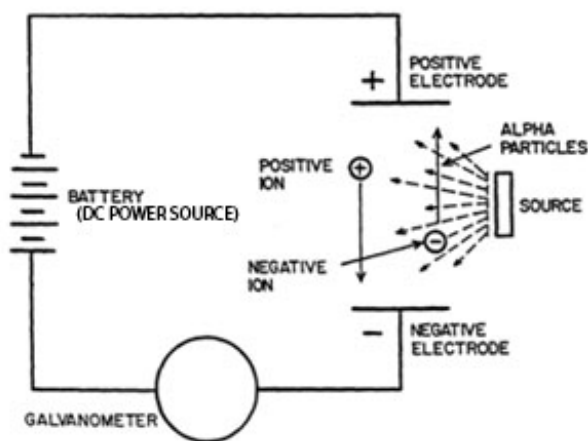 +
POSITIVE
ELECTRODE
ALPHA
PARTICLES
POSITIVE
ION
+
BATTERY
(DC POWER SOURCE)
SOURCE
−
NEGATIVE
ION
−
NEGATIVE
ELECTRODE
GALVANOMETER